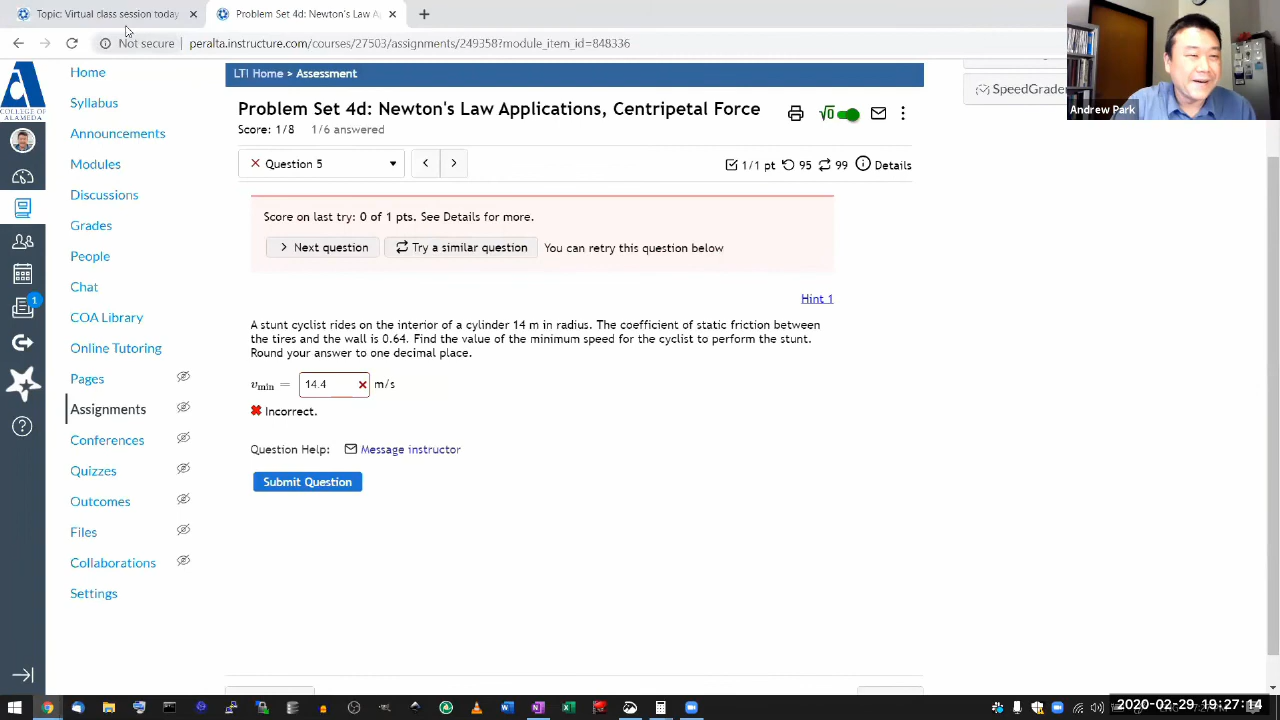 Topic: Virtual class session today
Problem Set 4d: Newton's Law A
Not secure
peralta.instructure.com/courses/27503/assignments/249358?module_item_id=848336
COLLEGE OF
ALAMEDA
Home
Syllabus
Announcements
Modules
Discussions
Grades
People
Chat
COA Library
Online Tutoring
Pages
Assignments
Conferences
Quizzes
Outcomes
Files
Collaborations
Settings
1
LTI Home > Assessment
Problem Set 4d: Newton's Law Applications, Centripetal Force
Score: 1/8 1/6 answered
√0
Question 5
1/1 pt 95 99 Details
Score on last try: 0 of 1 pts. See Details for more.
Next question
Try a similar question
You can retry this question below
Hint 1
A stunt cyclist rides on the interior of a cylinder 14 m in radius. The coefficient of static friction between
the tires and the wall is 0.64. Find the value of the minimum speed for the cyclist to perform the stunt.
Round your answer to one decimal place.
vmin = 14.4 m/s
Incorrect.
Question Help: Message instructor
Submit Question
SpeedGrader
Andrew Park
2020-02-29 19:27:14